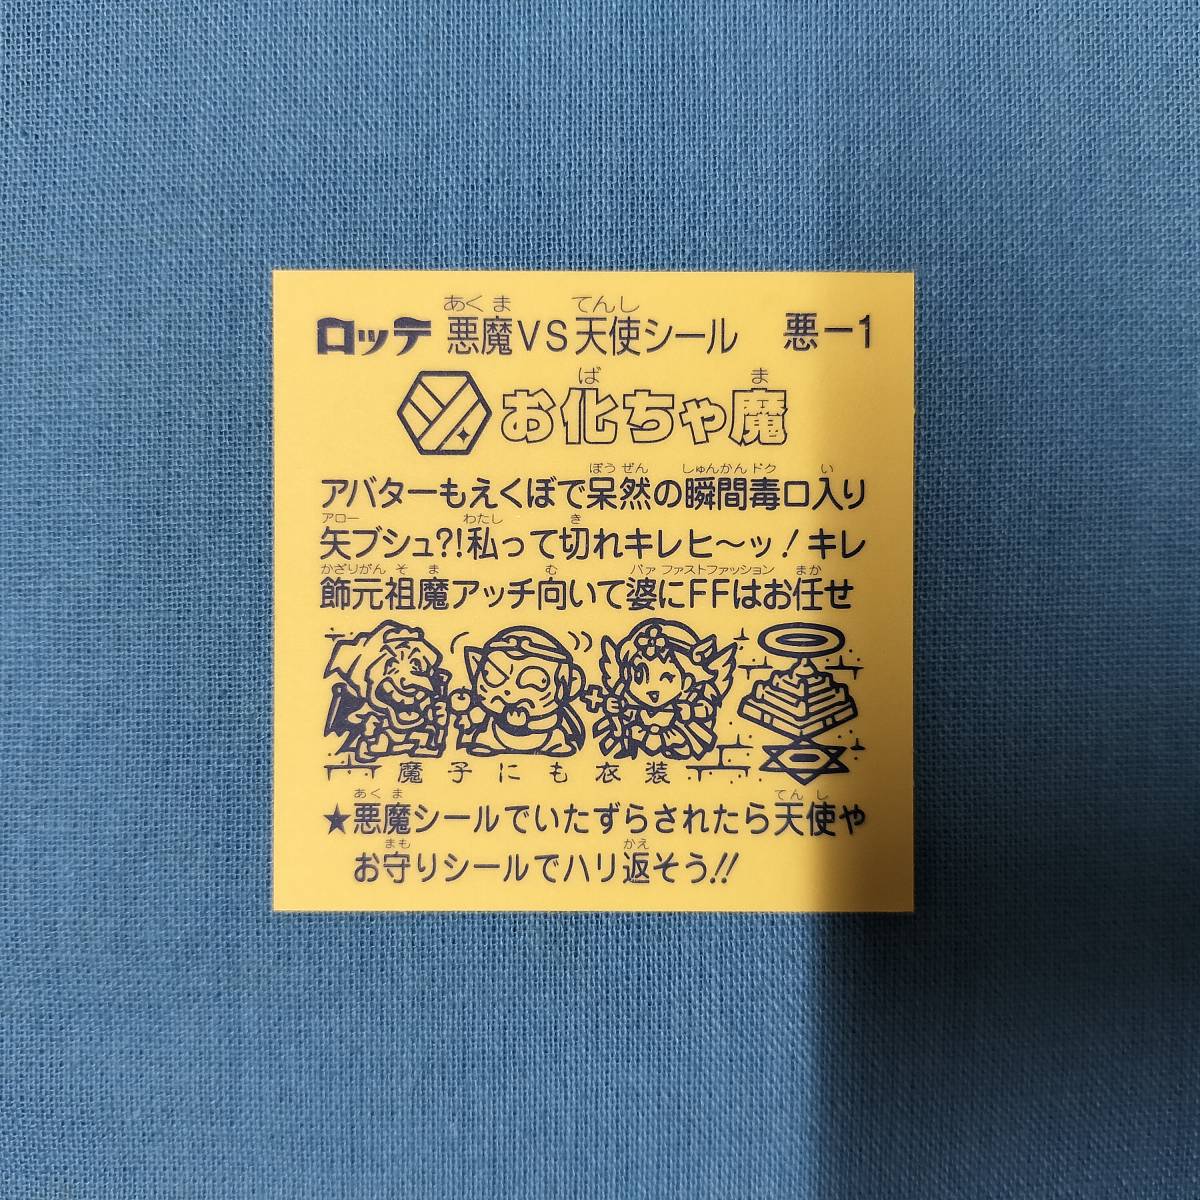 ロッテ 悪魔VS天使シール 悪ー1
お化ちゃ魔
アバターもえくぼで呆然の瞬間毒口入り
矢ブシュ?!私って切れキレヒ〜ッ!キレ
飾元祖魔アッチ向いて婆にFFはお任せ
魔子にも衣装
★悪魔シールでいたずらされたら天使や
お守りシールでハリ返そう!!